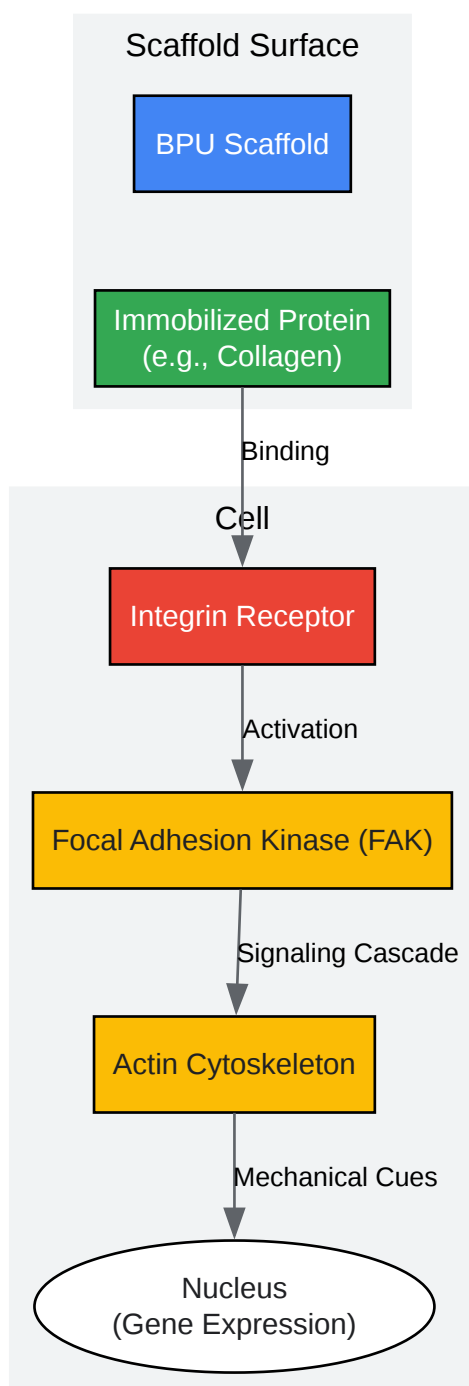 Scaffold Surface
BPU Scaffold
Immobilized Protein
(e.g., Collagen)
Binding
Cell
Integrin Receptor
Activation
Focal Adhesion Kinase (FAK)
Signaling Cascade
Actin Cytoskeleton
Mechanical Cues
Nucleus
(Gene Expression)